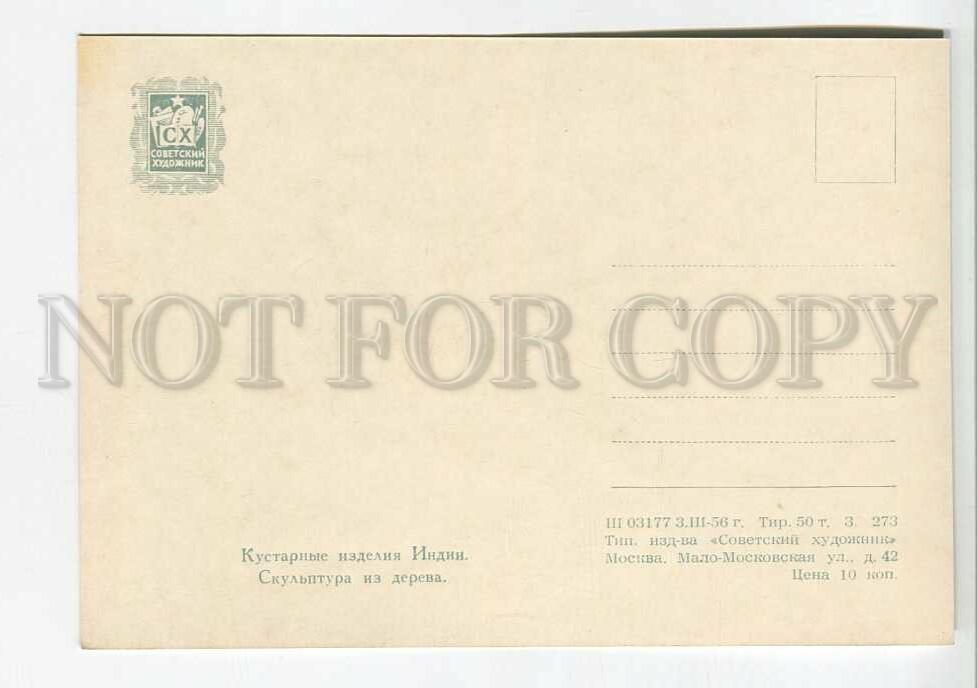 СХ
СОВЕТСКИЙ
ХУДОЖНИК
NOT FOR COPY
Ш 03177 3.III-56 г. Тир. 50 т. З. 273
Тип. изд-ва «Советский художник»
Москва. Мало-Московская ул., д. 42
Цена 10 коп.
Кустарные изделия Индии.
Скульптура из дерева.